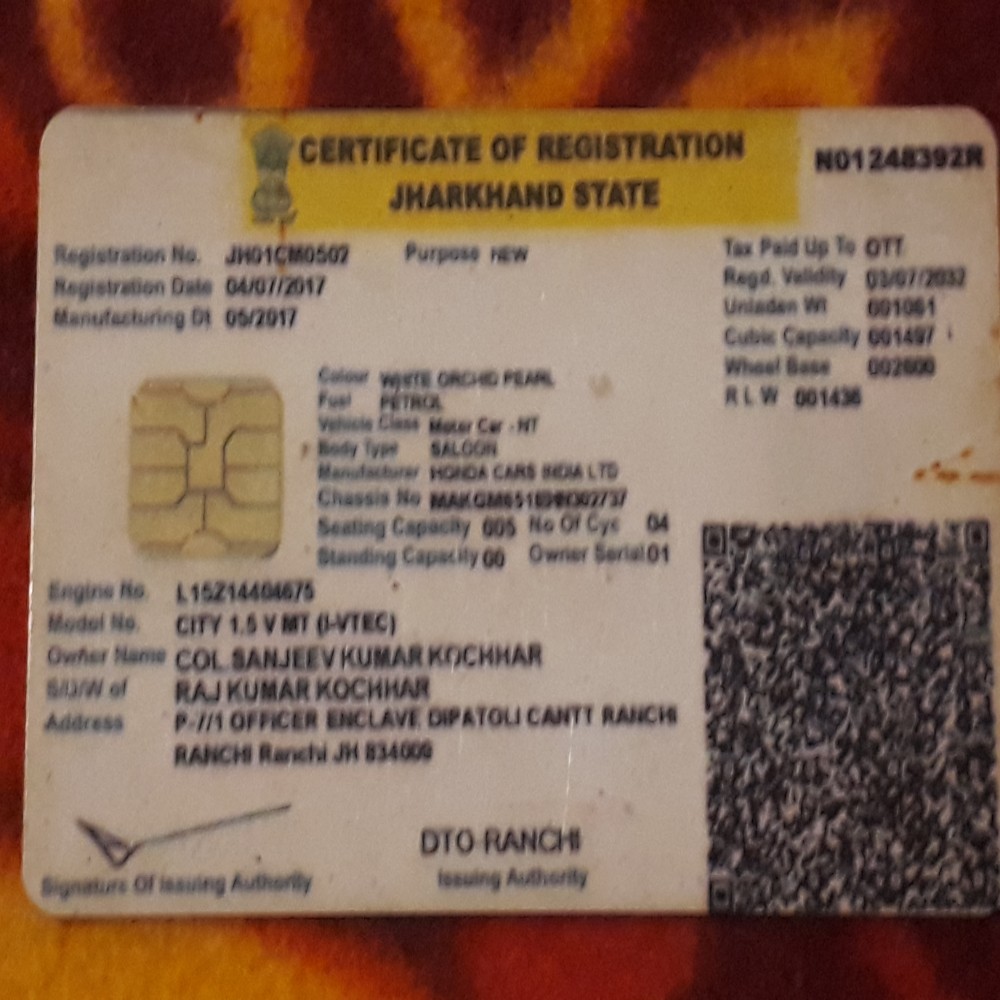 CERTIFICATE OF REGISTRATION
JHARKHAND STATE
N01248392R
Registration No. JH01CM0502 Purpose NEW
Registration Date 04/07/2017
Manufacturing Dt 05/2017
Tax Paid Up To OTT
Regd. Validity 03/07/2032
Unladen Wt 001061
Cubic Capacity 001497
Wheel Base 002600
R L W 001436
Colour WHITE ORCHID PEARL
Fuel PETROL
Vehicle Class Motor Car - NT
Body Type SALOON
Manufacturer HONDA CARS INDIA LTD
Chassis No
Seating Capacity 005 No Of Cyc 04
Standing Capacity 00 Owner Serial 01
Engine No. L15Z14404675
Model No. CITY 1.5 V MT (I-VTEC)
Owner Name COL SANJEEV KUMAR KOCHHAR
S/D/W of RAJ KUMAR KOCHHAR
Address P-7/1 OFFICER ENCLAVE DIPATOLI CANTT RANCHI
RANCHI Ranchi JH
DTO RANCHI
Signature Of Issuing Authority
Issuing Authority